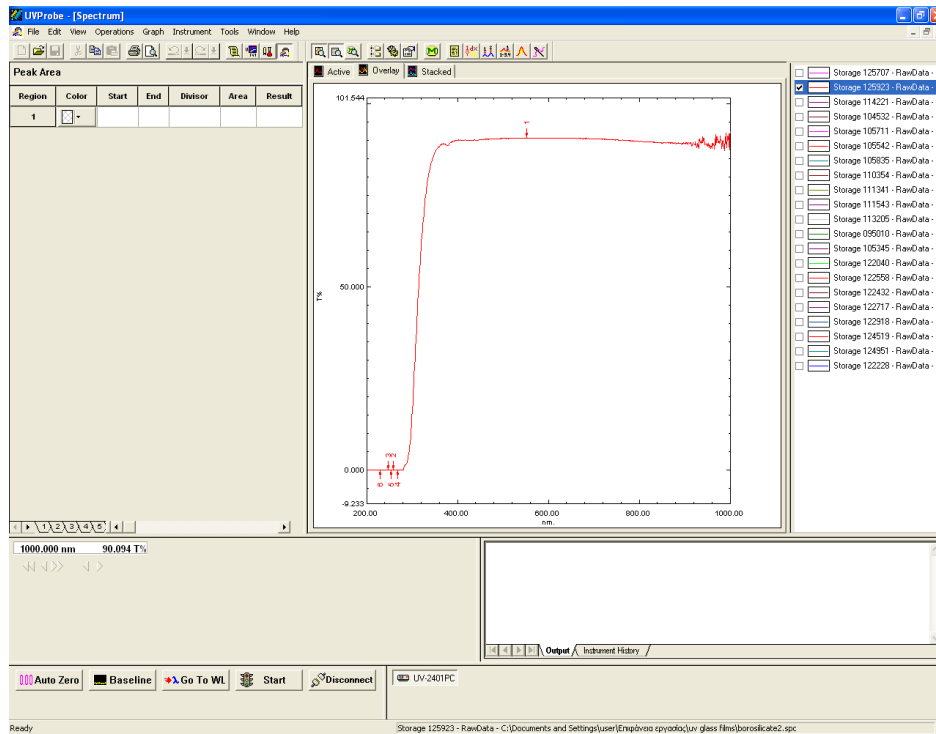 UVProbe - [Spectrum]
File Edit View Operations Graph Instrument Tools Window Help
Peak Area
Region Color Start End Divisor Area Result
1
1 2 3 4 5
Active Overlay Stacked
101.544
50.000
0.000
-9.233
T%
1
3 2
6 5 4
200.00 400.00 600.00 800.00 1000.00
nm.
Storage 125707 - RawData -
Storage 125923 - RawData -
Storage 114221 - RawData -
Storage 104532 - RawData -
Storage 105711 - RawData -
Storage 105542 - RawData -
Storage 105835 - RawData -
Storage 110354 - RawData -
Storage 111341 - RawData -
Storage 111543 - RawData -
Storage 113205 - RawData -
Storage 095010 - RawData -
Storage 105345 - RawData -
Storage 122040 - RawData -
Storage 122558 - RawData -
Storage 122432 - RawData -
Storage 122717 - RawData -
Storage 122918 - RawData -
Storage 124519 - RawData -
Storage 124951 - RawData -
Storage 122228 - RawData -
1000.000 nm 90.094 T%
Output Instrument History
Auto Zero Baseline λ Go To WL Start Disconnect
UV-2401PC
Ready
Storage 125923 - RawData - C:\Documents and Settings\user\Επιφάνεια εργασίας\uv glass films\borosilicate2.spc